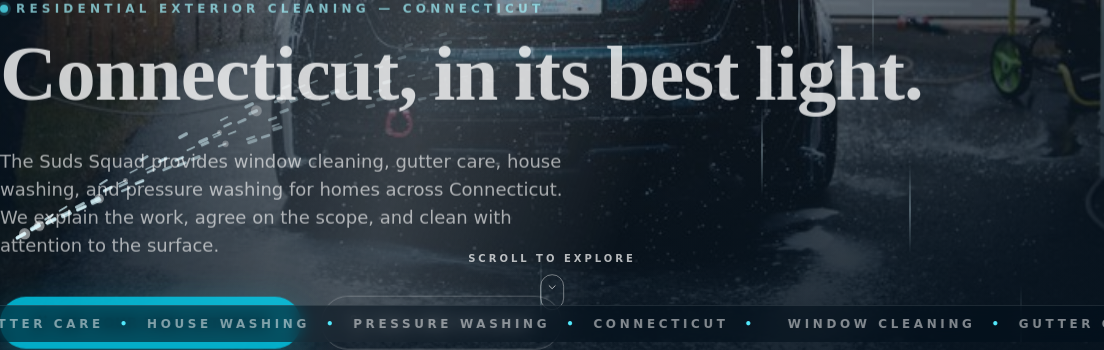 RESIDENTIAL EXTERIOR CLEANING — CONNECTICUT
Connecticut, in its best light.
The Suds Squad provides window cleaning, gutter care, house
washing, and pressure washing for homes across Connecticut.
We explain the work, agree on the scope, and clean with
attention to the surface.
SCROLL TO EXPLORE
TTER CARE • HOUSE WASHING • PRESSURE WASHING • CONNECTICUT • WINDOW CLEANING • GUTTER